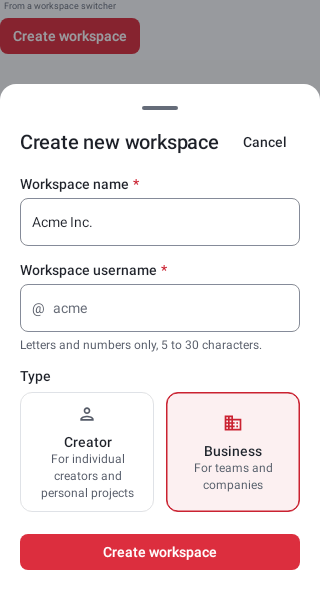 From a workspace switcher
Create workspace
Create new workspace
Cancel
Workspace name *
Acme Inc.
Workspace username *
@ acme
Letters and numbers only, 5 to 30 characters.
Type
Creator
For individual
creators and
personal projects
Business
For teams and
companies
Create workspace